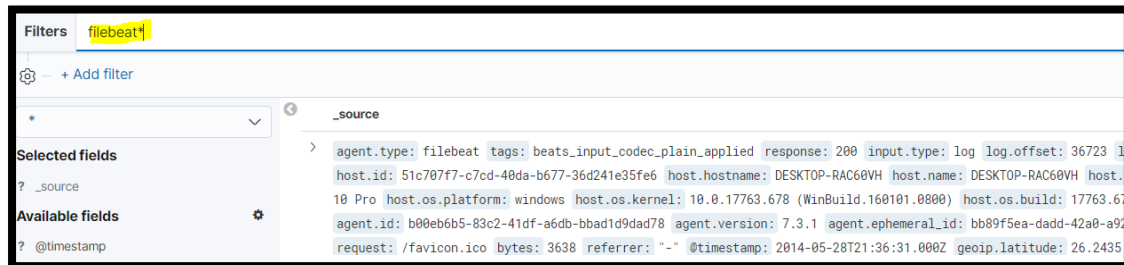 Filters filebeat*
+ Add filter
*
_source
Selected fields
? _source
Available fields
? @timestamp
agent.type: filebeat tags: beats_input_codec_plain_applied response: 200 input.type: log log.offset: 36723
host.id: 51c707f7-c7cd-40da-b677-36d241e35fe6 host.hostname: DESKTOP-RAC60VH host.name: DESKTOP-RAC60VH host.
10 Pro host.os.platform: windows host.os.kernel: 10.0.17763.678 (WinBuild.160101.0800) host.os.build: 17763.67
agent.id: b00eb6b5-83c2-41df-a6db-bbad1d9dad78 agent.version: 7.3.1 agent.ephemeral_id: bb89f5ea-dadd-42a0-a92
request: /favicon.ico bytes: 3638 referrer: "-" @timestamp: 2014-05-28T21:36:31.000Z geoip.latitude: 26.2435